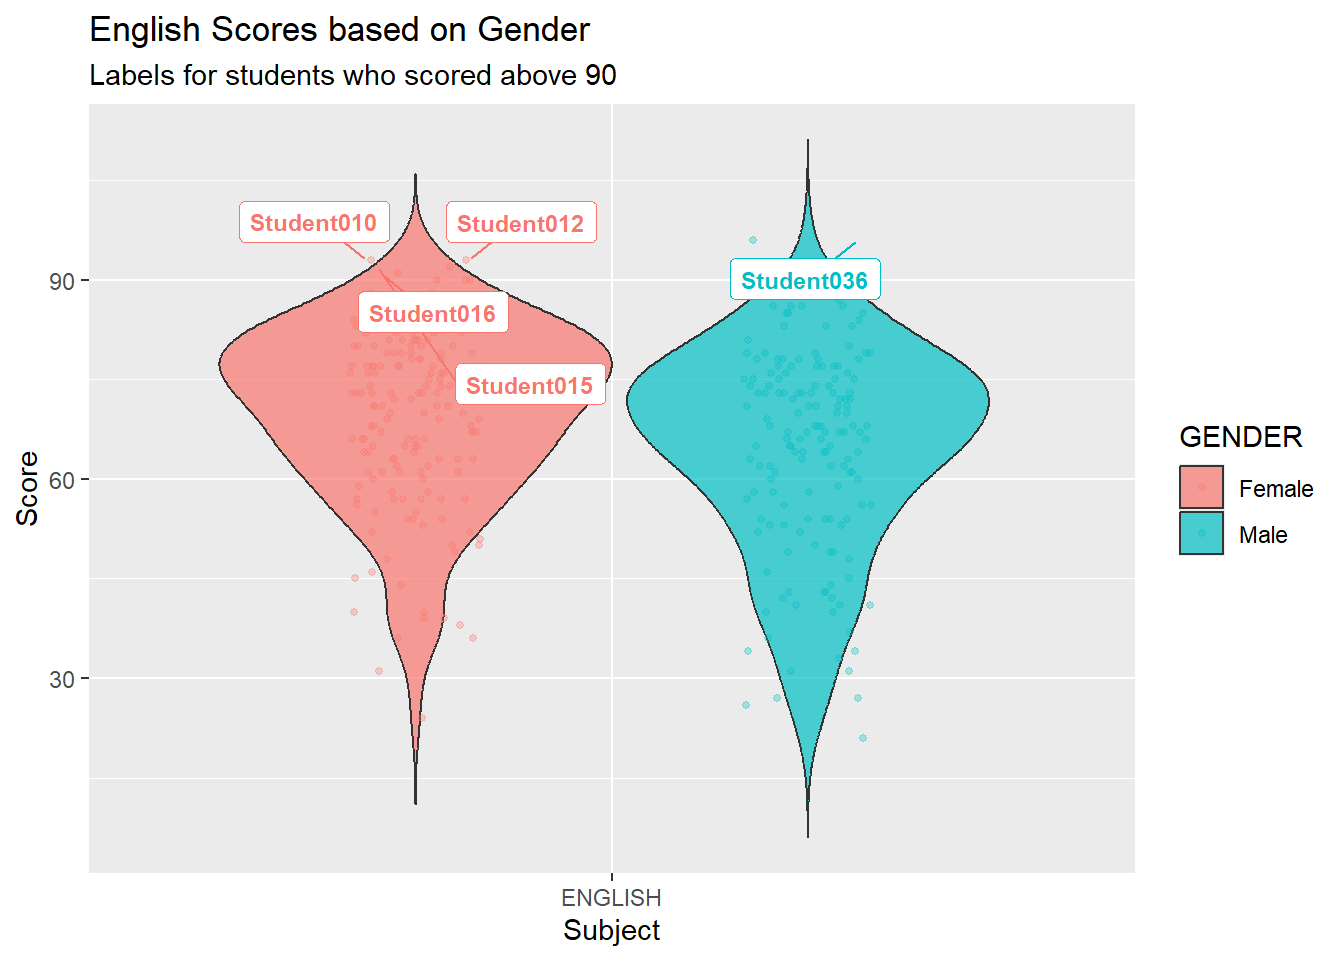 English Scores based on Gender
Labels for students who scored above 90
Student010
Student012
Student036
Student016
Student015
90
60
30
Score
ENGLISH
Subject
GENDER
Female
Male